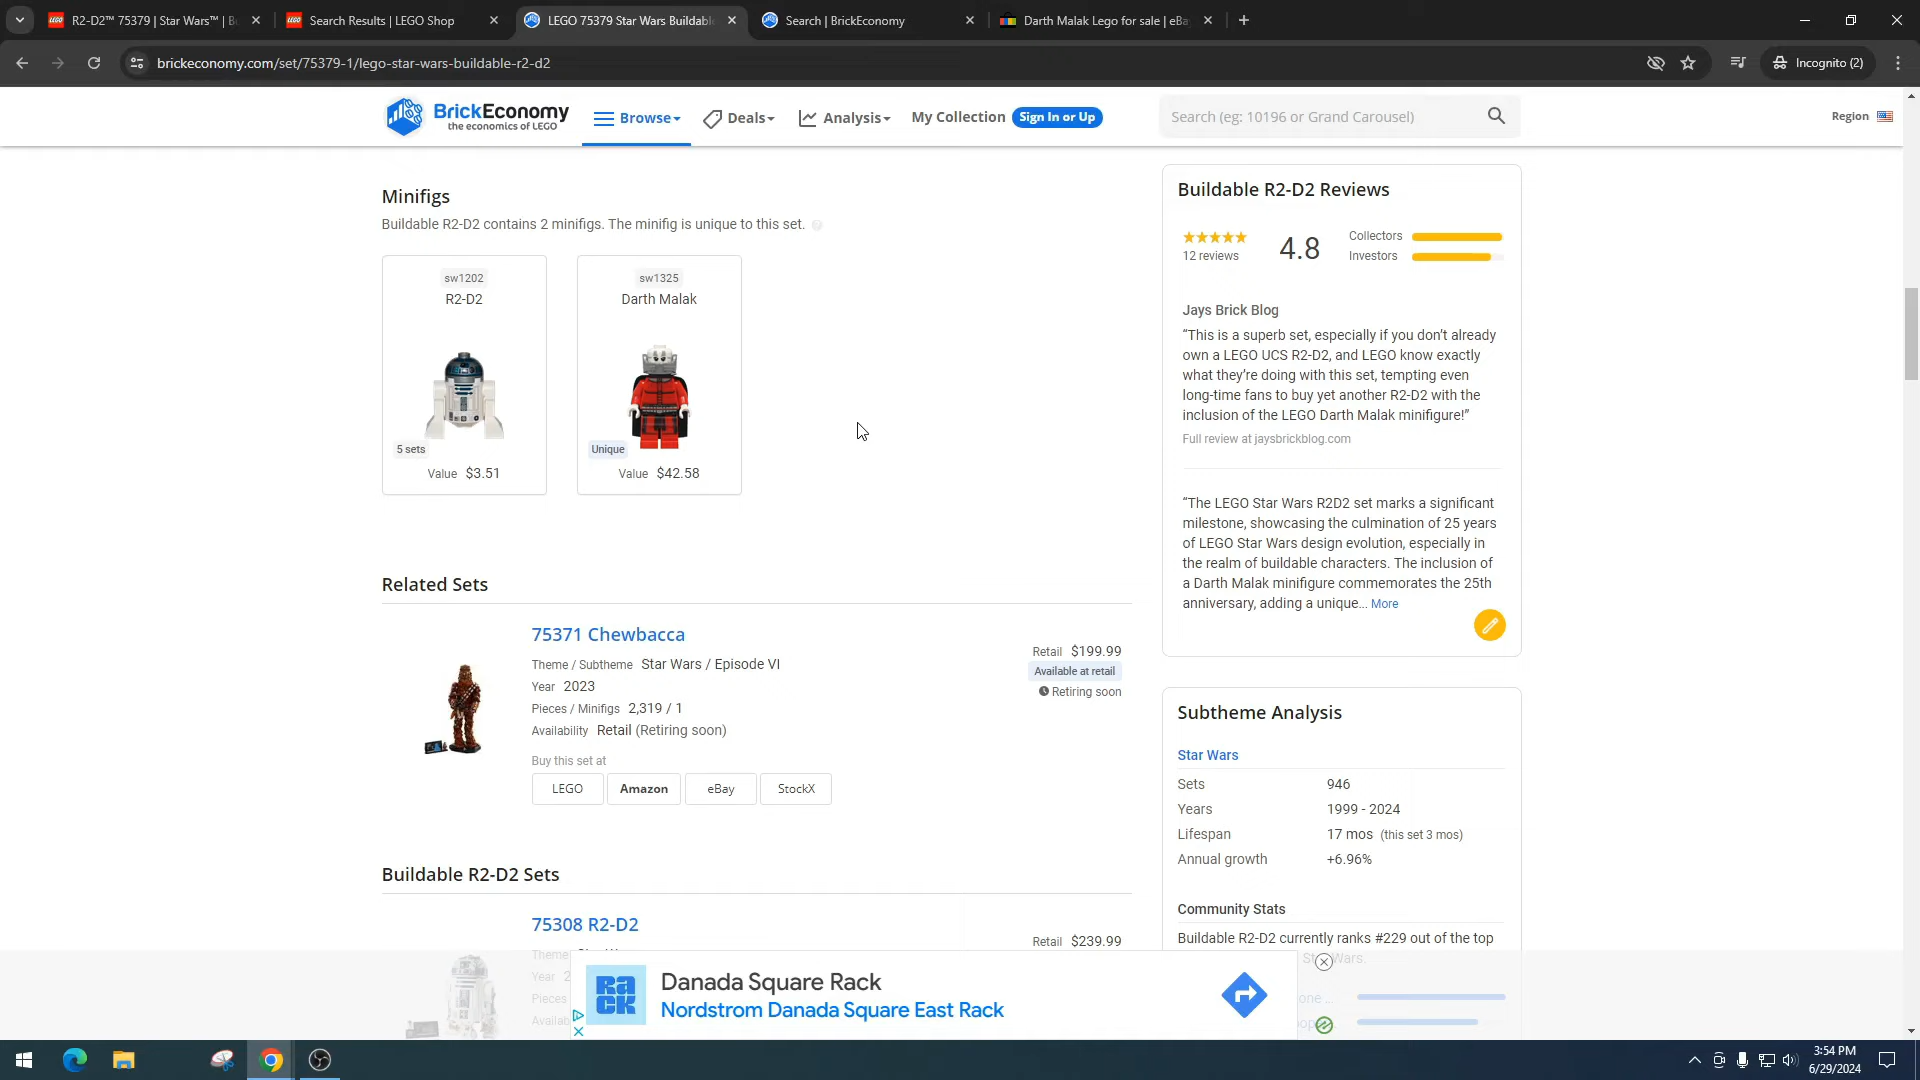 R2-D2™ 75379 | Star Wars™ | Bu
Search Results | LEGO Shop
LEGO 75379 Star Wars Buildable
Search | BrickEconomy
Darth Malak Lego for sale | eBa
brickeconomy.com/set/75379-1/lego-star-wars-buildable-r2-d2
Incognito (2)
BrickEconomy
the economics of LEGO
Browse
Deals
Analysis
My Collection
Sign In or Up
Search (eg: 10196 or Grand Carousel)
Region
Minifigs
Buildable R2-D2 contains 2 minifigs. The minifig is unique to this set.
sw1202
R2-D2
5 sets
Value $3.51
sw1325
Darth Malak
Unique
Value $42.58
Related Sets
75371 Chewbacca
Theme / Subtheme Star Wars / Episode VI
Year 2023
Pieces / Minifigs 2,319 / 1
Availability Retail (Retiring soon)
Buy this set at
LEGO
Amazon
eBay
StockX
Retail $199.99
Available at retail
Retiring soon
Buildable R2-D2 Sets
75308 R2-D2
Theme
Year 2
Pieces
Availab
Retail $239.99
Buildable R2-D2 Reviews
12 reviews
4.8
Collectors
Investors
Jays Brick Blog
“This is a superb set, especially if you don’t already
own a LEGO UCS R2-D2, and LEGO know exactly
what they’re doing with this set, tempting even
long-time fans to buy yet another R2-D2 with the
inclusion of the LEGO Darth Malak minifigure!”
Full review at jaysbrickblog.com
“The LEGO Star Wars R2D2 set marks a significant
milestone, showcasing the culmination of 25 years
of LEGO Star Wars design evolution, especially in
the realm of buildable characters. The inclusion of
a Darth Malak minifigure commemorates the 25th
anniversary, adding a unique... More
Subtheme Analysis
Star Wars
Sets 946
Years 1999 - 2024
Lifespan 17 mos (this set 3 mos)
Annual growth +6.96%
Community Stats
Buildable R2-D2 currently ranks #229 out of the top
Wars.
RACK
Danada Square Rack
Nordstrom Danada Square East Rack
3:54 PM
6/29/2024